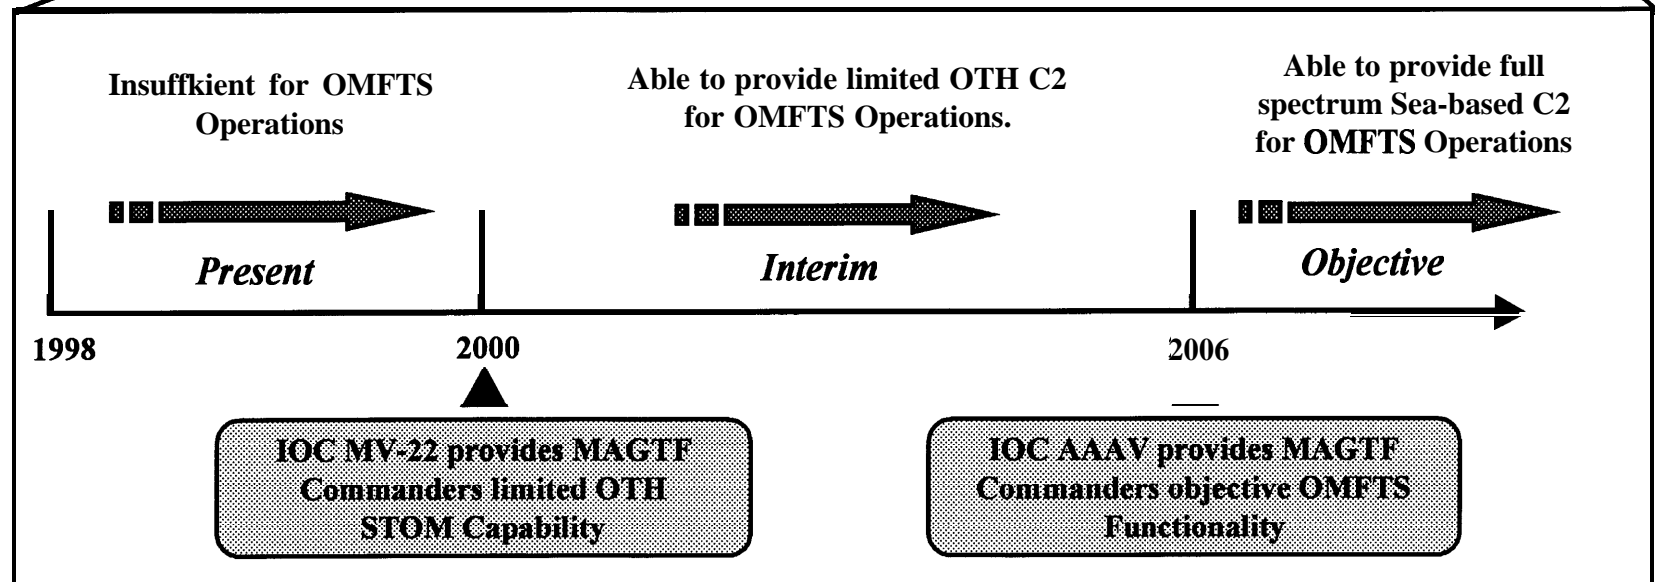 Insuffkient for OMFTS
Operations
Able to provide limited OTH C2
for OMFTS Operations.
Able to provide full
spectrum Sea-based C2
for OMFTS Operations
Present
Interim
Objective
1998
2000
2006
IOC MV-22 provides MAGTF
Commanders limited OTH
STOM Capability
IOC AAAV provides MAGTF
Commanders objective OMFTS
Functionality